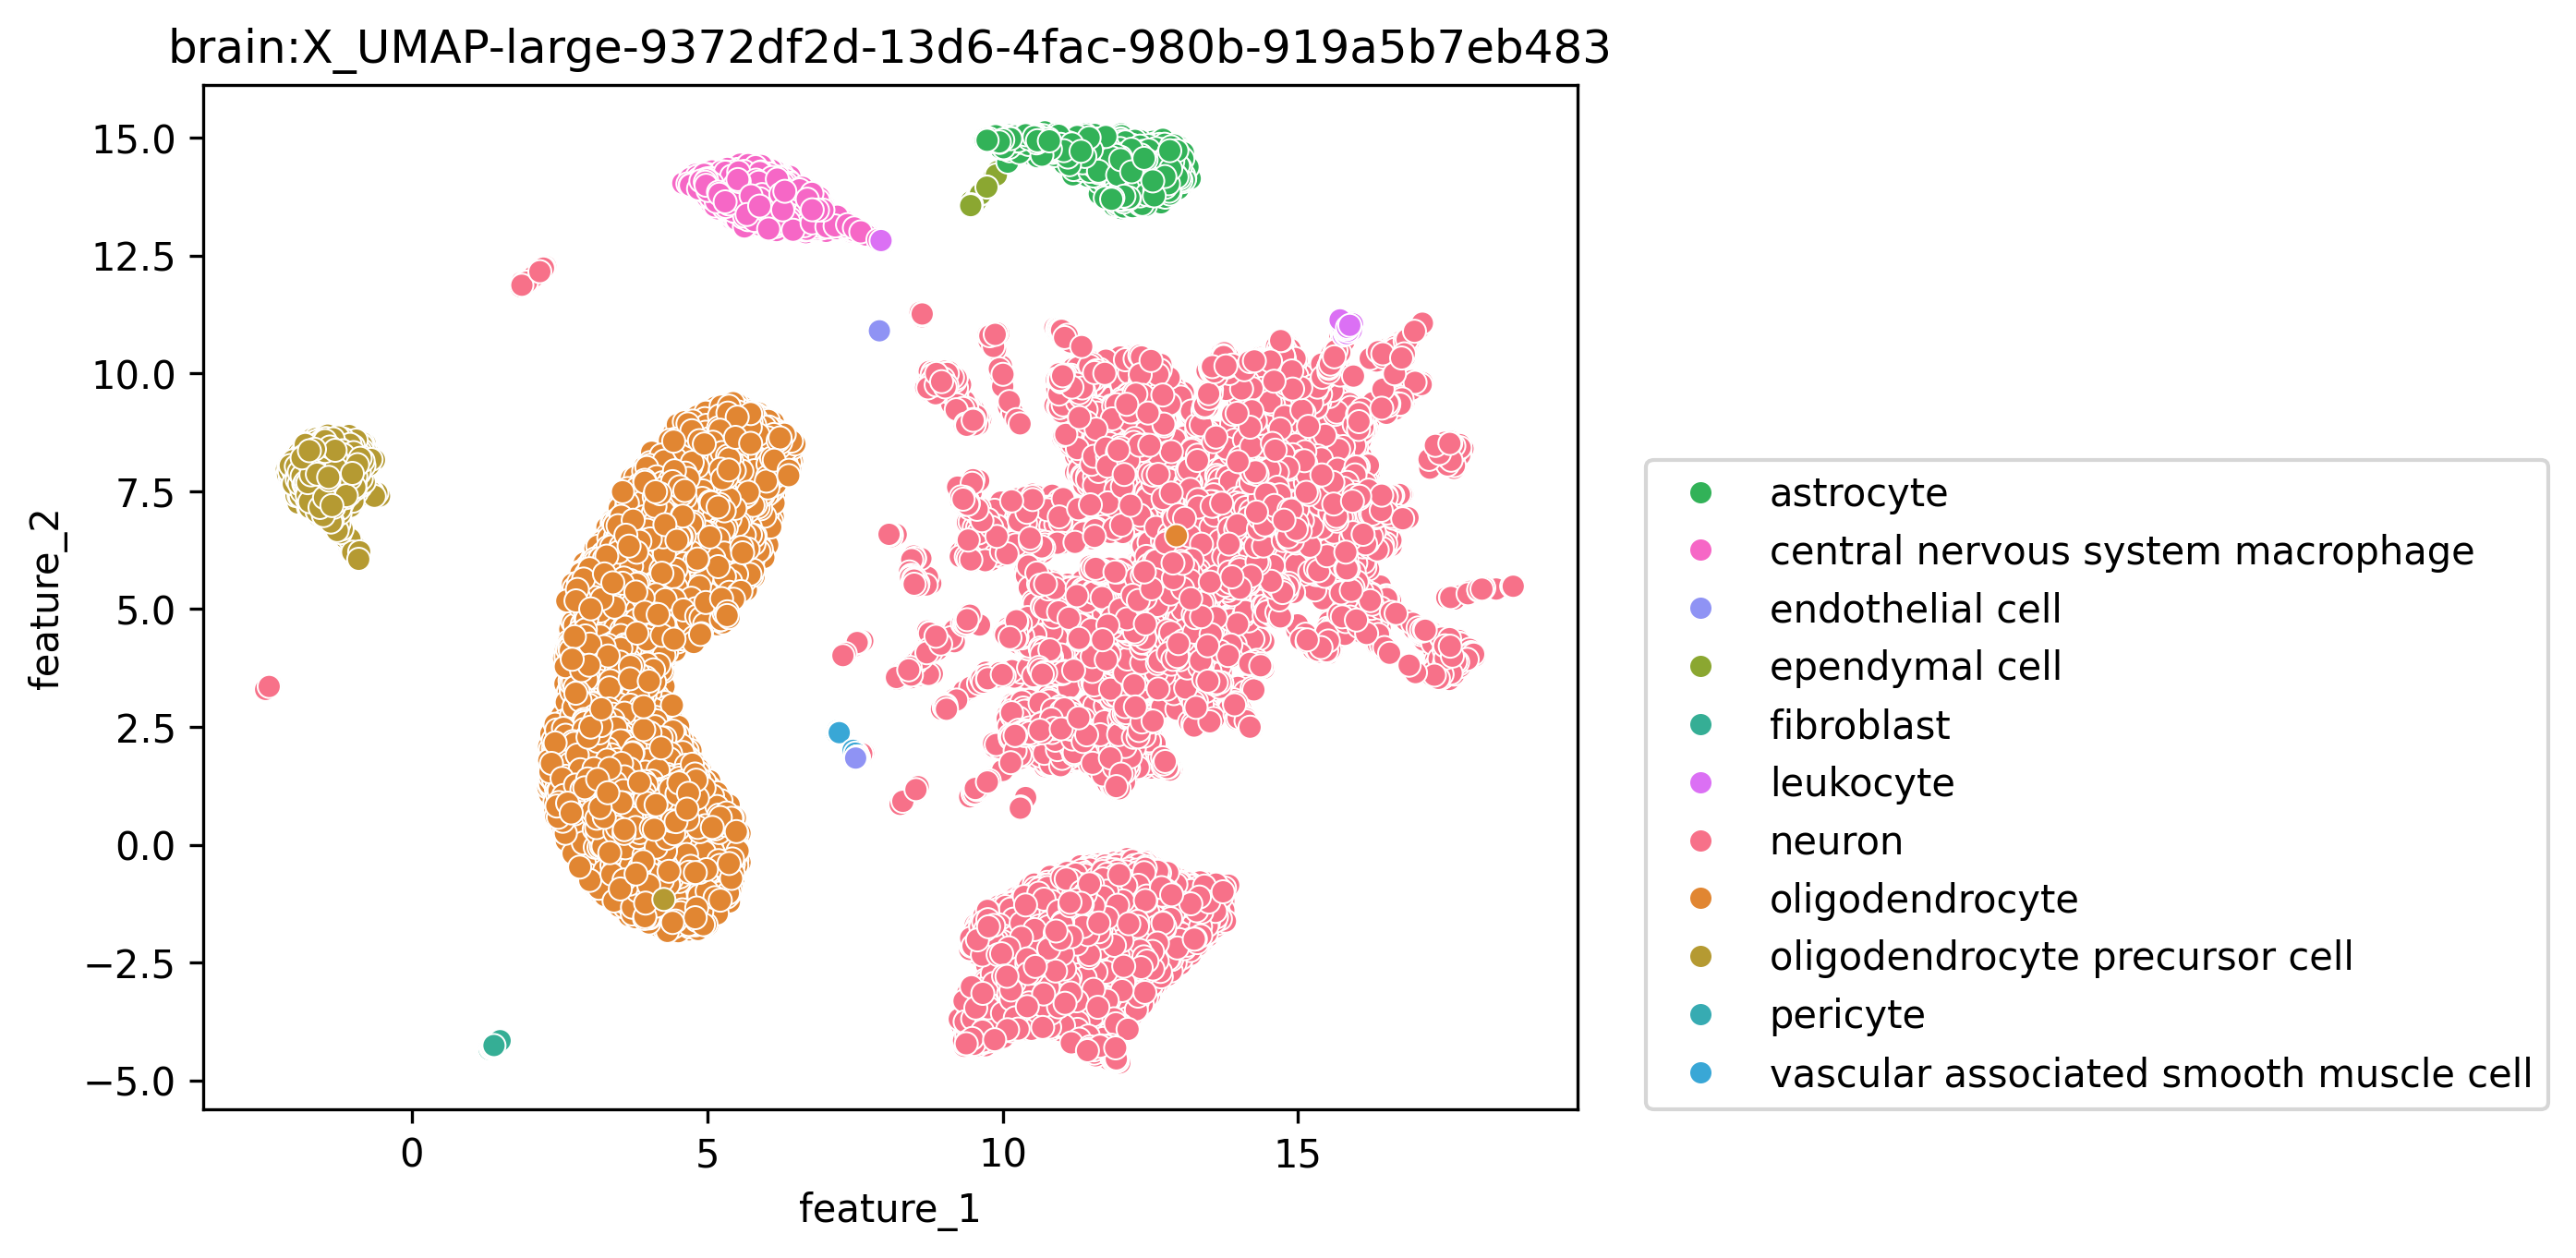 brain:X_UMAP-large-9372df2d-13d6-4fac-980b-919a5b7eb483
15.0
12.5
10.0
7.5
5.0
2.5
0.0
−2.5
−5.0
feature_2
0
5
10
15
feature_1
astrocyte
central nervous system macrophage
endothelial cell
ependymal cell
fibroblast
leukocyte
neuron
oligodendrocyte
oligodendrocyte precursor cell
pericyte
vascular associated smooth muscle cell